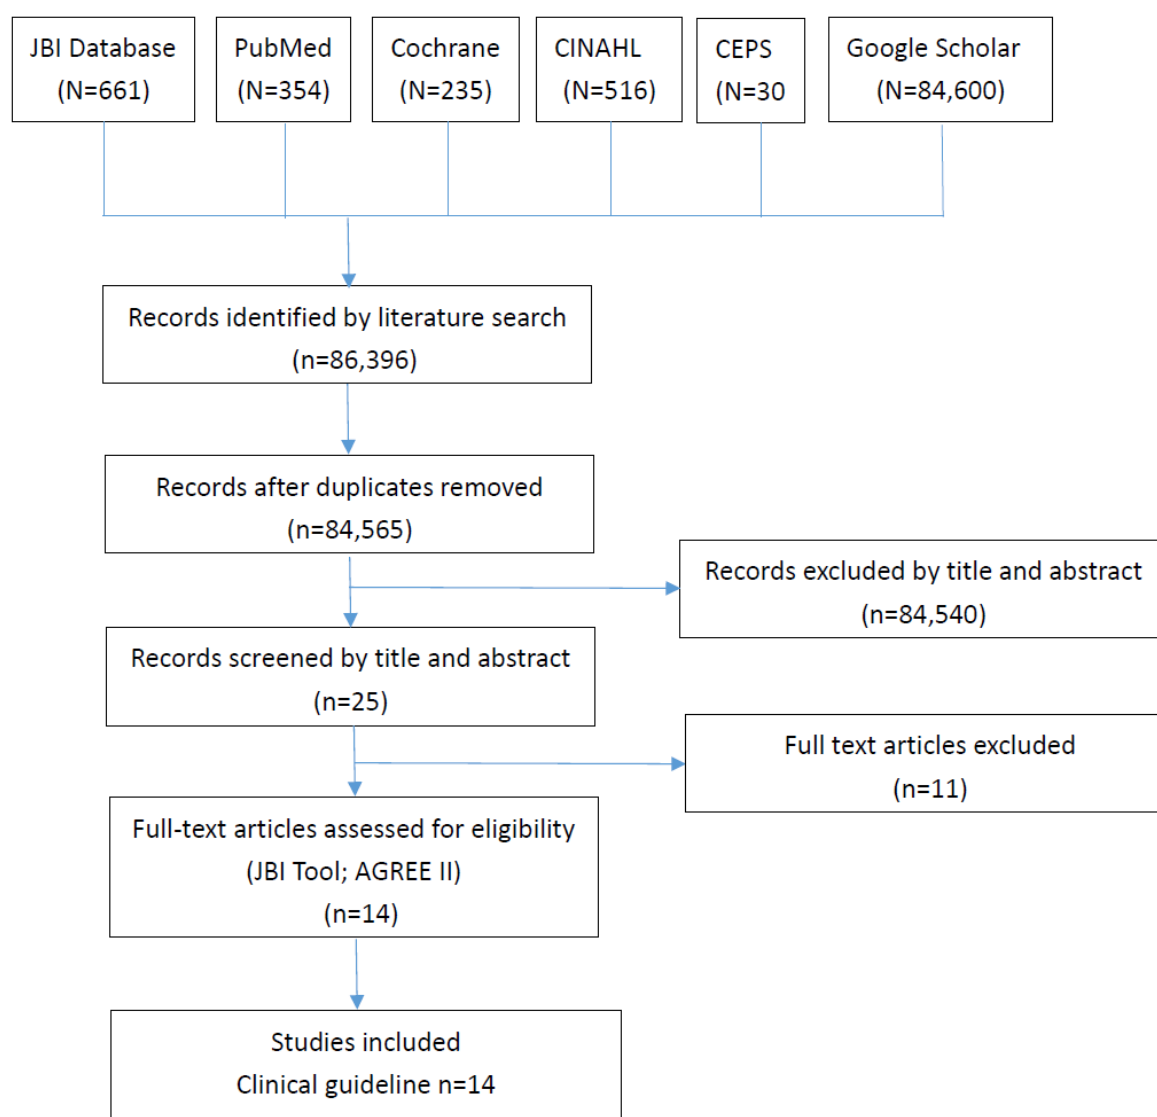 JBI Database
(N=661)
PubMed
(N=354)
Cochrane
(N=235)
CINAHL
(N=516)
CEPS
(N=30
Google Scholar
(N=84,600)
Records identified by literature search
(n=86,396)
Records after duplicates removed
(n=84,565)
Records excluded by title and abstract
(n=84,540)
Records screened by title and abstract
(n=25)
Full text articles excluded
(n=11)
Full-text articles assessed for eligibility
(JBI Tool; AGREE II)
(n=14)
Studies included
Clinical guideline n=14